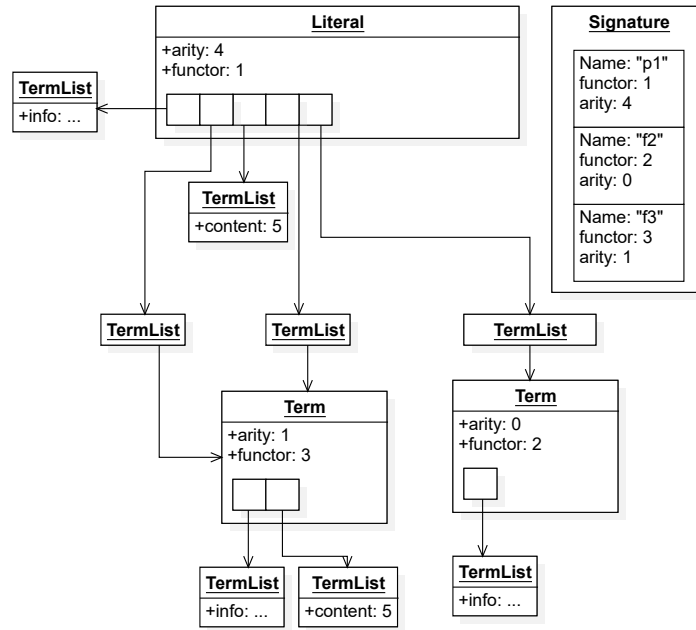 Literal
+arity: 4
+functor: 1
Signature
Name: "p1"
functor: 1
arity: 4
Name: "f2"
functor: 2
arity: 0
Name: "f3"
functor: 3
arity: 1
TermList
+info: ...
TermList
+content: 5
TermList
TermList
TermList
Term
+arity: 1
+functor: 3
Term
+arity: 0
+functor: 2
TermList
+info: ...
TermList
+content: 5
TermList
+info: ...